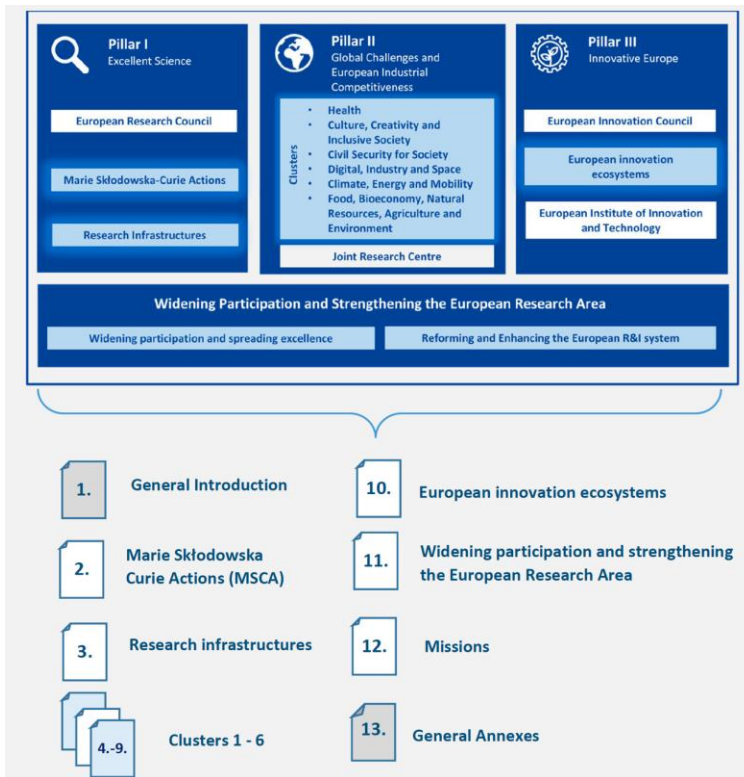 Pillar I
Excellent Science
European Research Council
Marie Skłodowska-Curie Actions
Research Infrastructures
Pillar II
Global Challenges and
European Industrial
Competitiveness
Clusters
• Health
• Culture, Creativity and
Inclusive Society
• Civil Security for Society
• Digital, Industry and Space
• Climate, Energy and Mobility
• Food, Bioeconomy, Natural
Resources, Agriculture and
Environment
Joint Research Centre
Pillar III
Innovative Europe
European Innovation Council
European innovation
ecosystems
European Institute of Innovation
and Technology
Widening Participation and Strengthening the European Research Area
Widening participation and spreading excellence
Reforming and Enhancing the European R&I system
1.
General Introduction
2.
Marie Skłodowska
Curie Actions (MSCA)
3.
Research infrastructures
4.-9.
Clusters 1 - 6
10.
European innovation ecosystems
11.
Widening participation and strengthening
the European Research Area
12.
Missions
13.
General Annexes